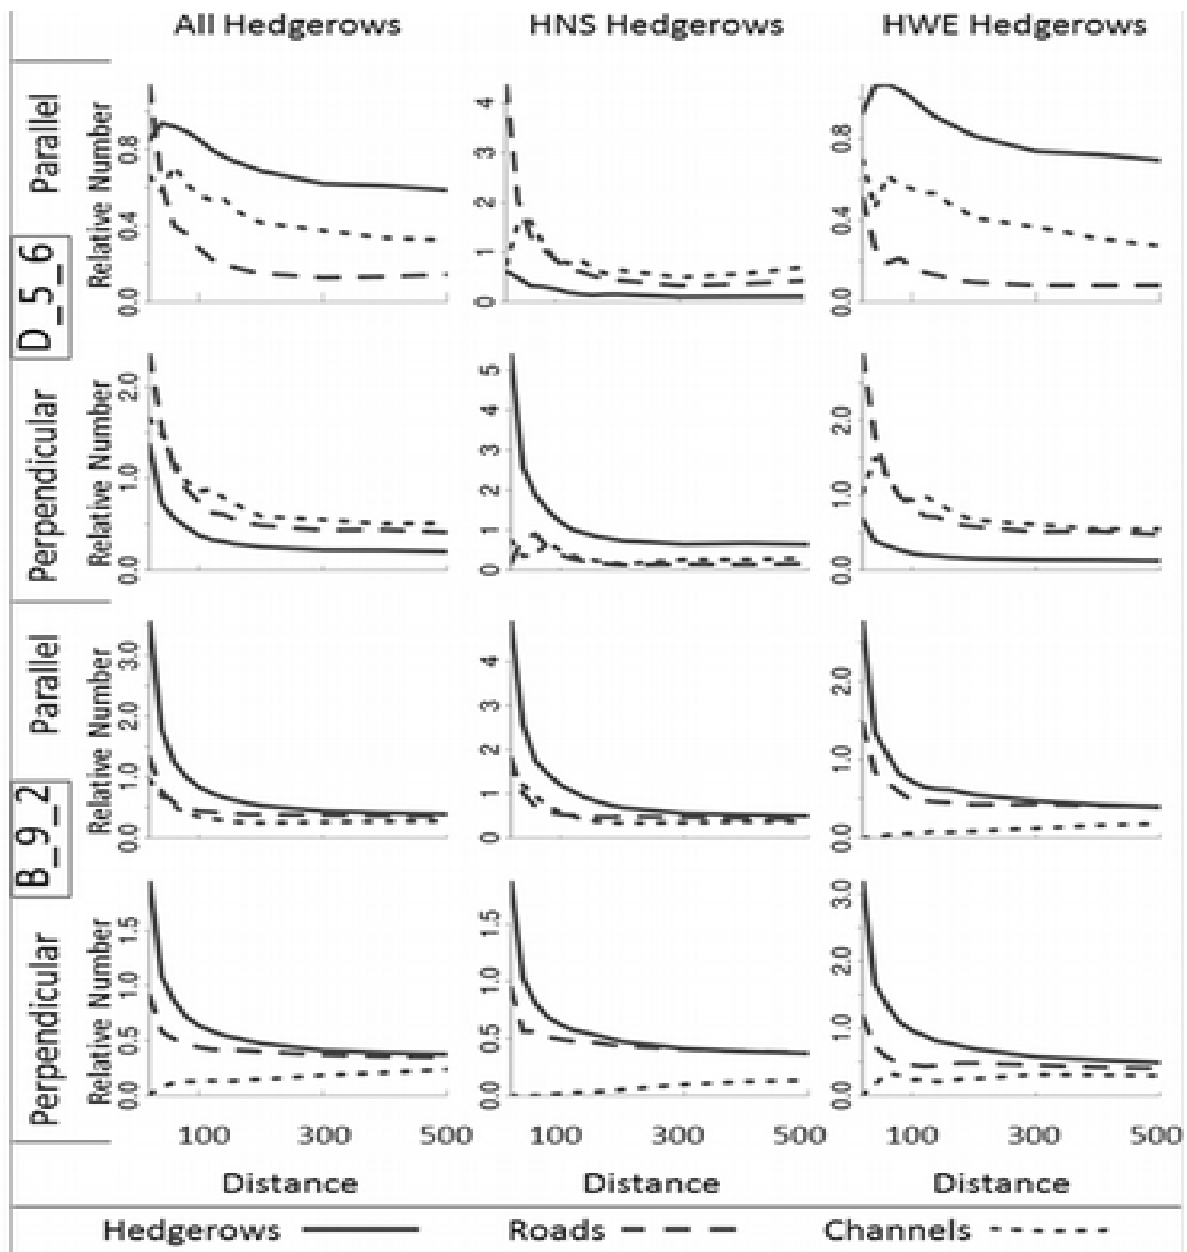 All Hedgerows HNS Hedgerows HWE Hedgerows
D_5_6
Parallel
Relative Number
0.0 0.4 0.8
0 1 2 3 4
0.0 0.4 0.8
Perpendicular
Relative Number
0.0 1.0 2.0
0 1 2 3 4 5
0.0 1.0 2.0
B_9_2
Parallel
Relative Number
0.0 1.0 2.0 3.0
0 1 2 3 4
0.0 1.0 2.0
Perpendicular
Relative Number
0.0 0.5 1.0 1.5
0.0 0.5 1.0 1.5
0.0 1.0 2.0 3.0
100 300 500 100 300 500 100 300 500
Distance Distance Distance
Hedgerows Roads Channels